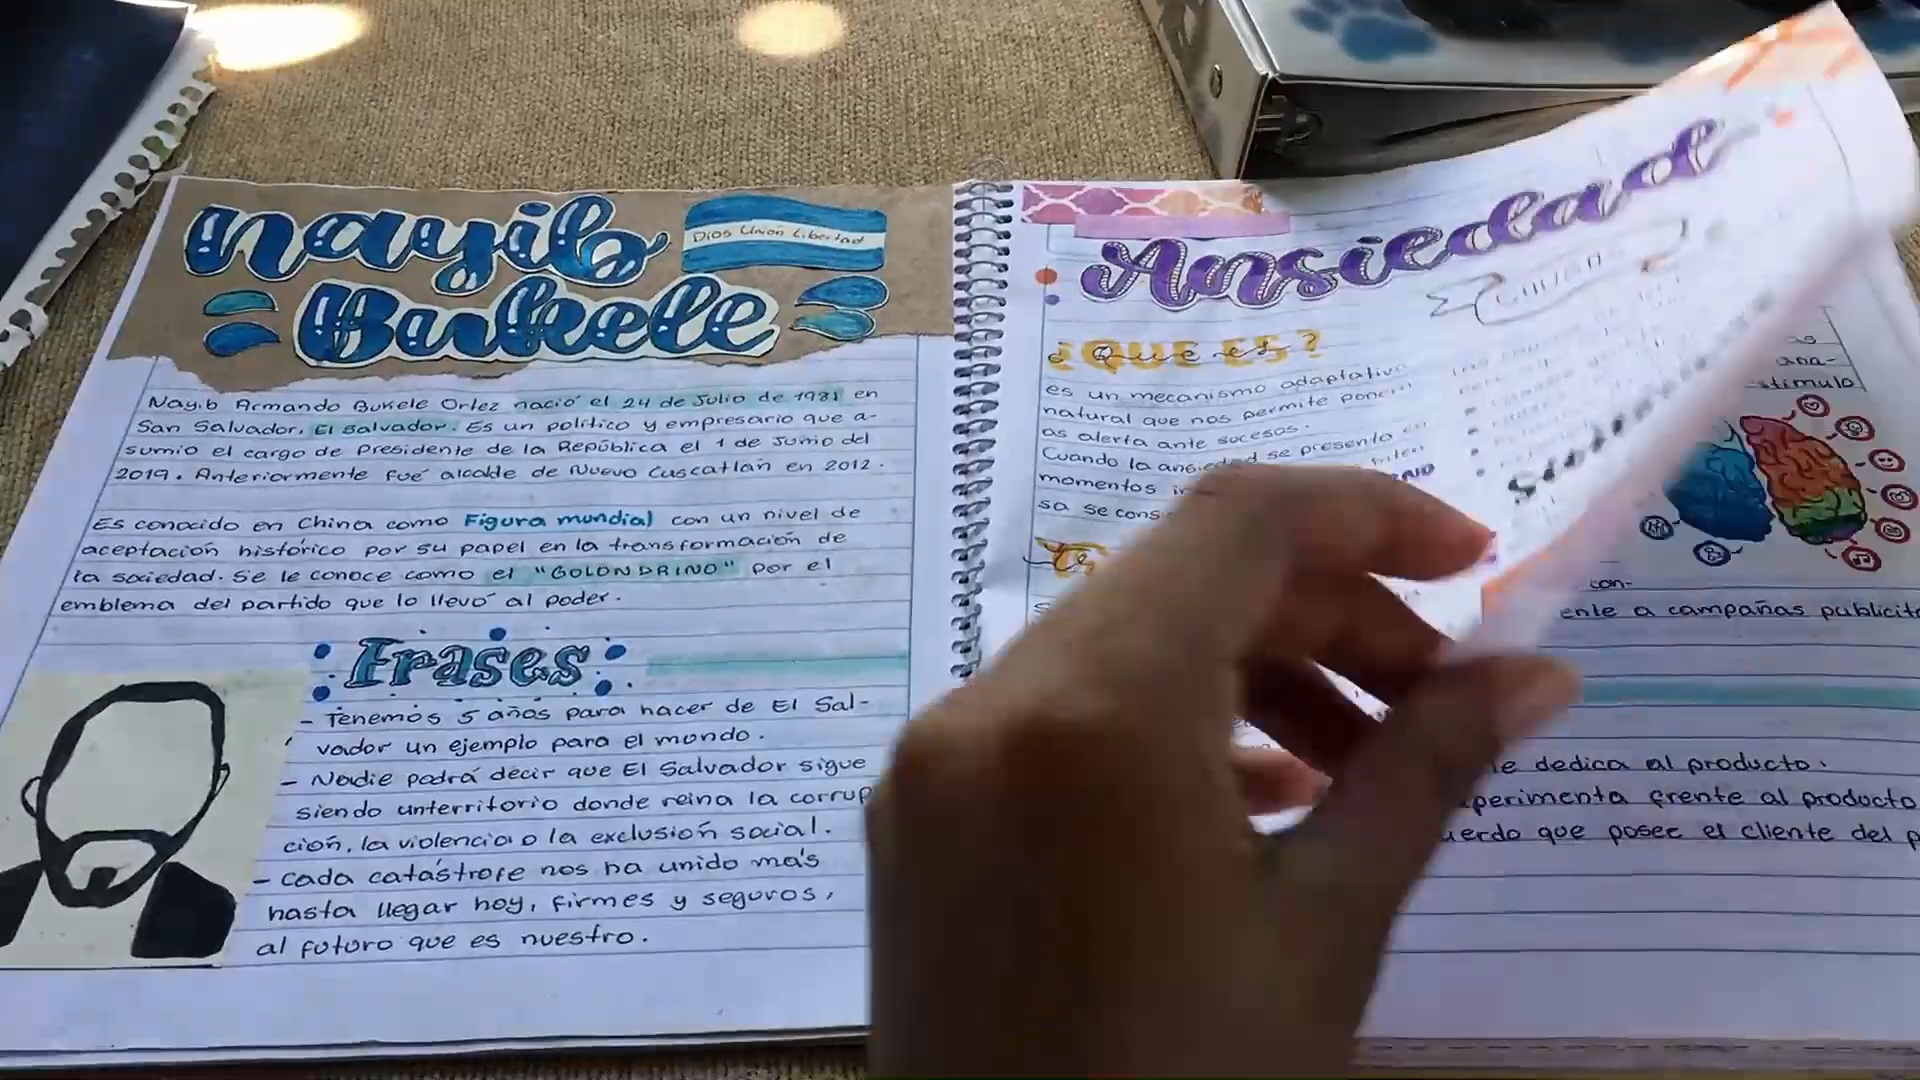 nayib
Bukele
Dios Unión Libertad
Nayib Armando Bukele Ortez nació el 24 de Julio de 1981 en
San Salvador, El Salvador. Es un político y empresario que a-
sumio el cargo de Presidente de la República el 1 de Junio del
2019. Anteriormente fué alcalde de Nuevo Cuscatlán en 2012.
Es conocido en China como Figura mundial con un nivel de
aceptación histórico por su papel en la transformación de
la sociedad. Se le conoce como el "GOLONDRINO" por el
emblema del partido que lo llevó al poder.
Frases
- Tenemos 5 años para hacer de El Sal-
vador un ejemplo para el mundo.
- Nadie podrá decir que El Salvador sigue
siendo unterritorio donde reina la corrup
ción, la violencia o la exclusión social.
- Cada catástrofe nos ha unido más
hasta llegar hoy, firmes y seguros,
al futuro que es nuestro.
Ansiedad
¿Qué es?
es un mecanismo adaptativo
natural que nos permite ponern
os alerta ante sucesos.
Cuando la ansiedad se presenta en
momentos
sa se cons
as
ana-
stimulo
con-
ente a campañas publicit
le dedica al producto.
perimenta frente al producto
uerdo que posee el cliente del p